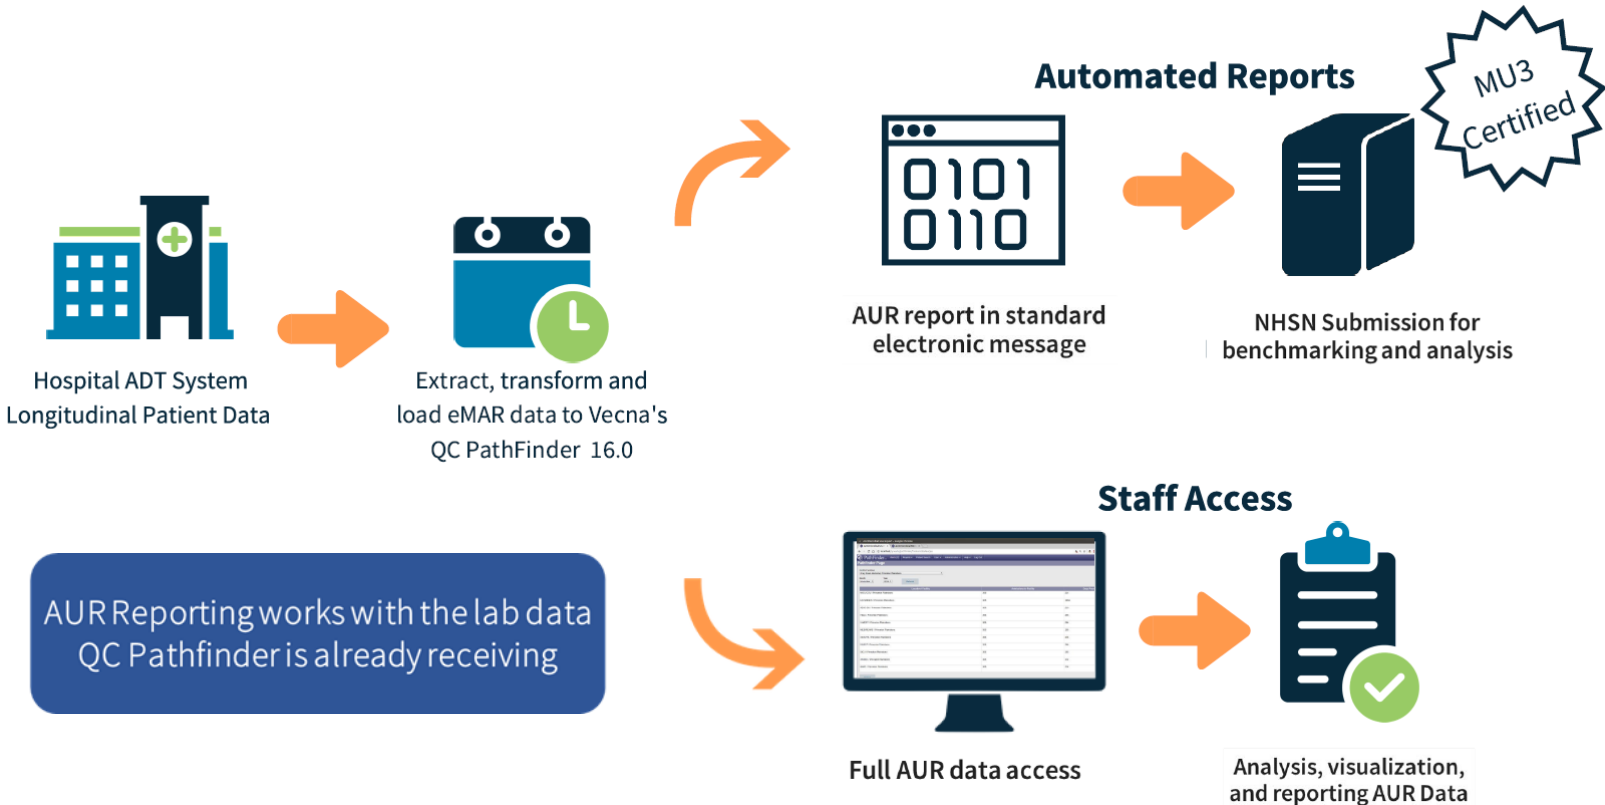 Automated Reports
MU3
Certified
0101
0110
AUR report in standard
electronic message
NHSN Submission for
benchmarking and analysis
Hospital ADT System
Longitudinal Patient Data
Extract, transform and
load eMAR data to Vecna's
QC PathFinder 16.0
Staff Access
AUR Reporting works with the lab data
QC Pathfinder is already receiving
Full AUR data access
Analysis, visualization,
and reporting AUR Data